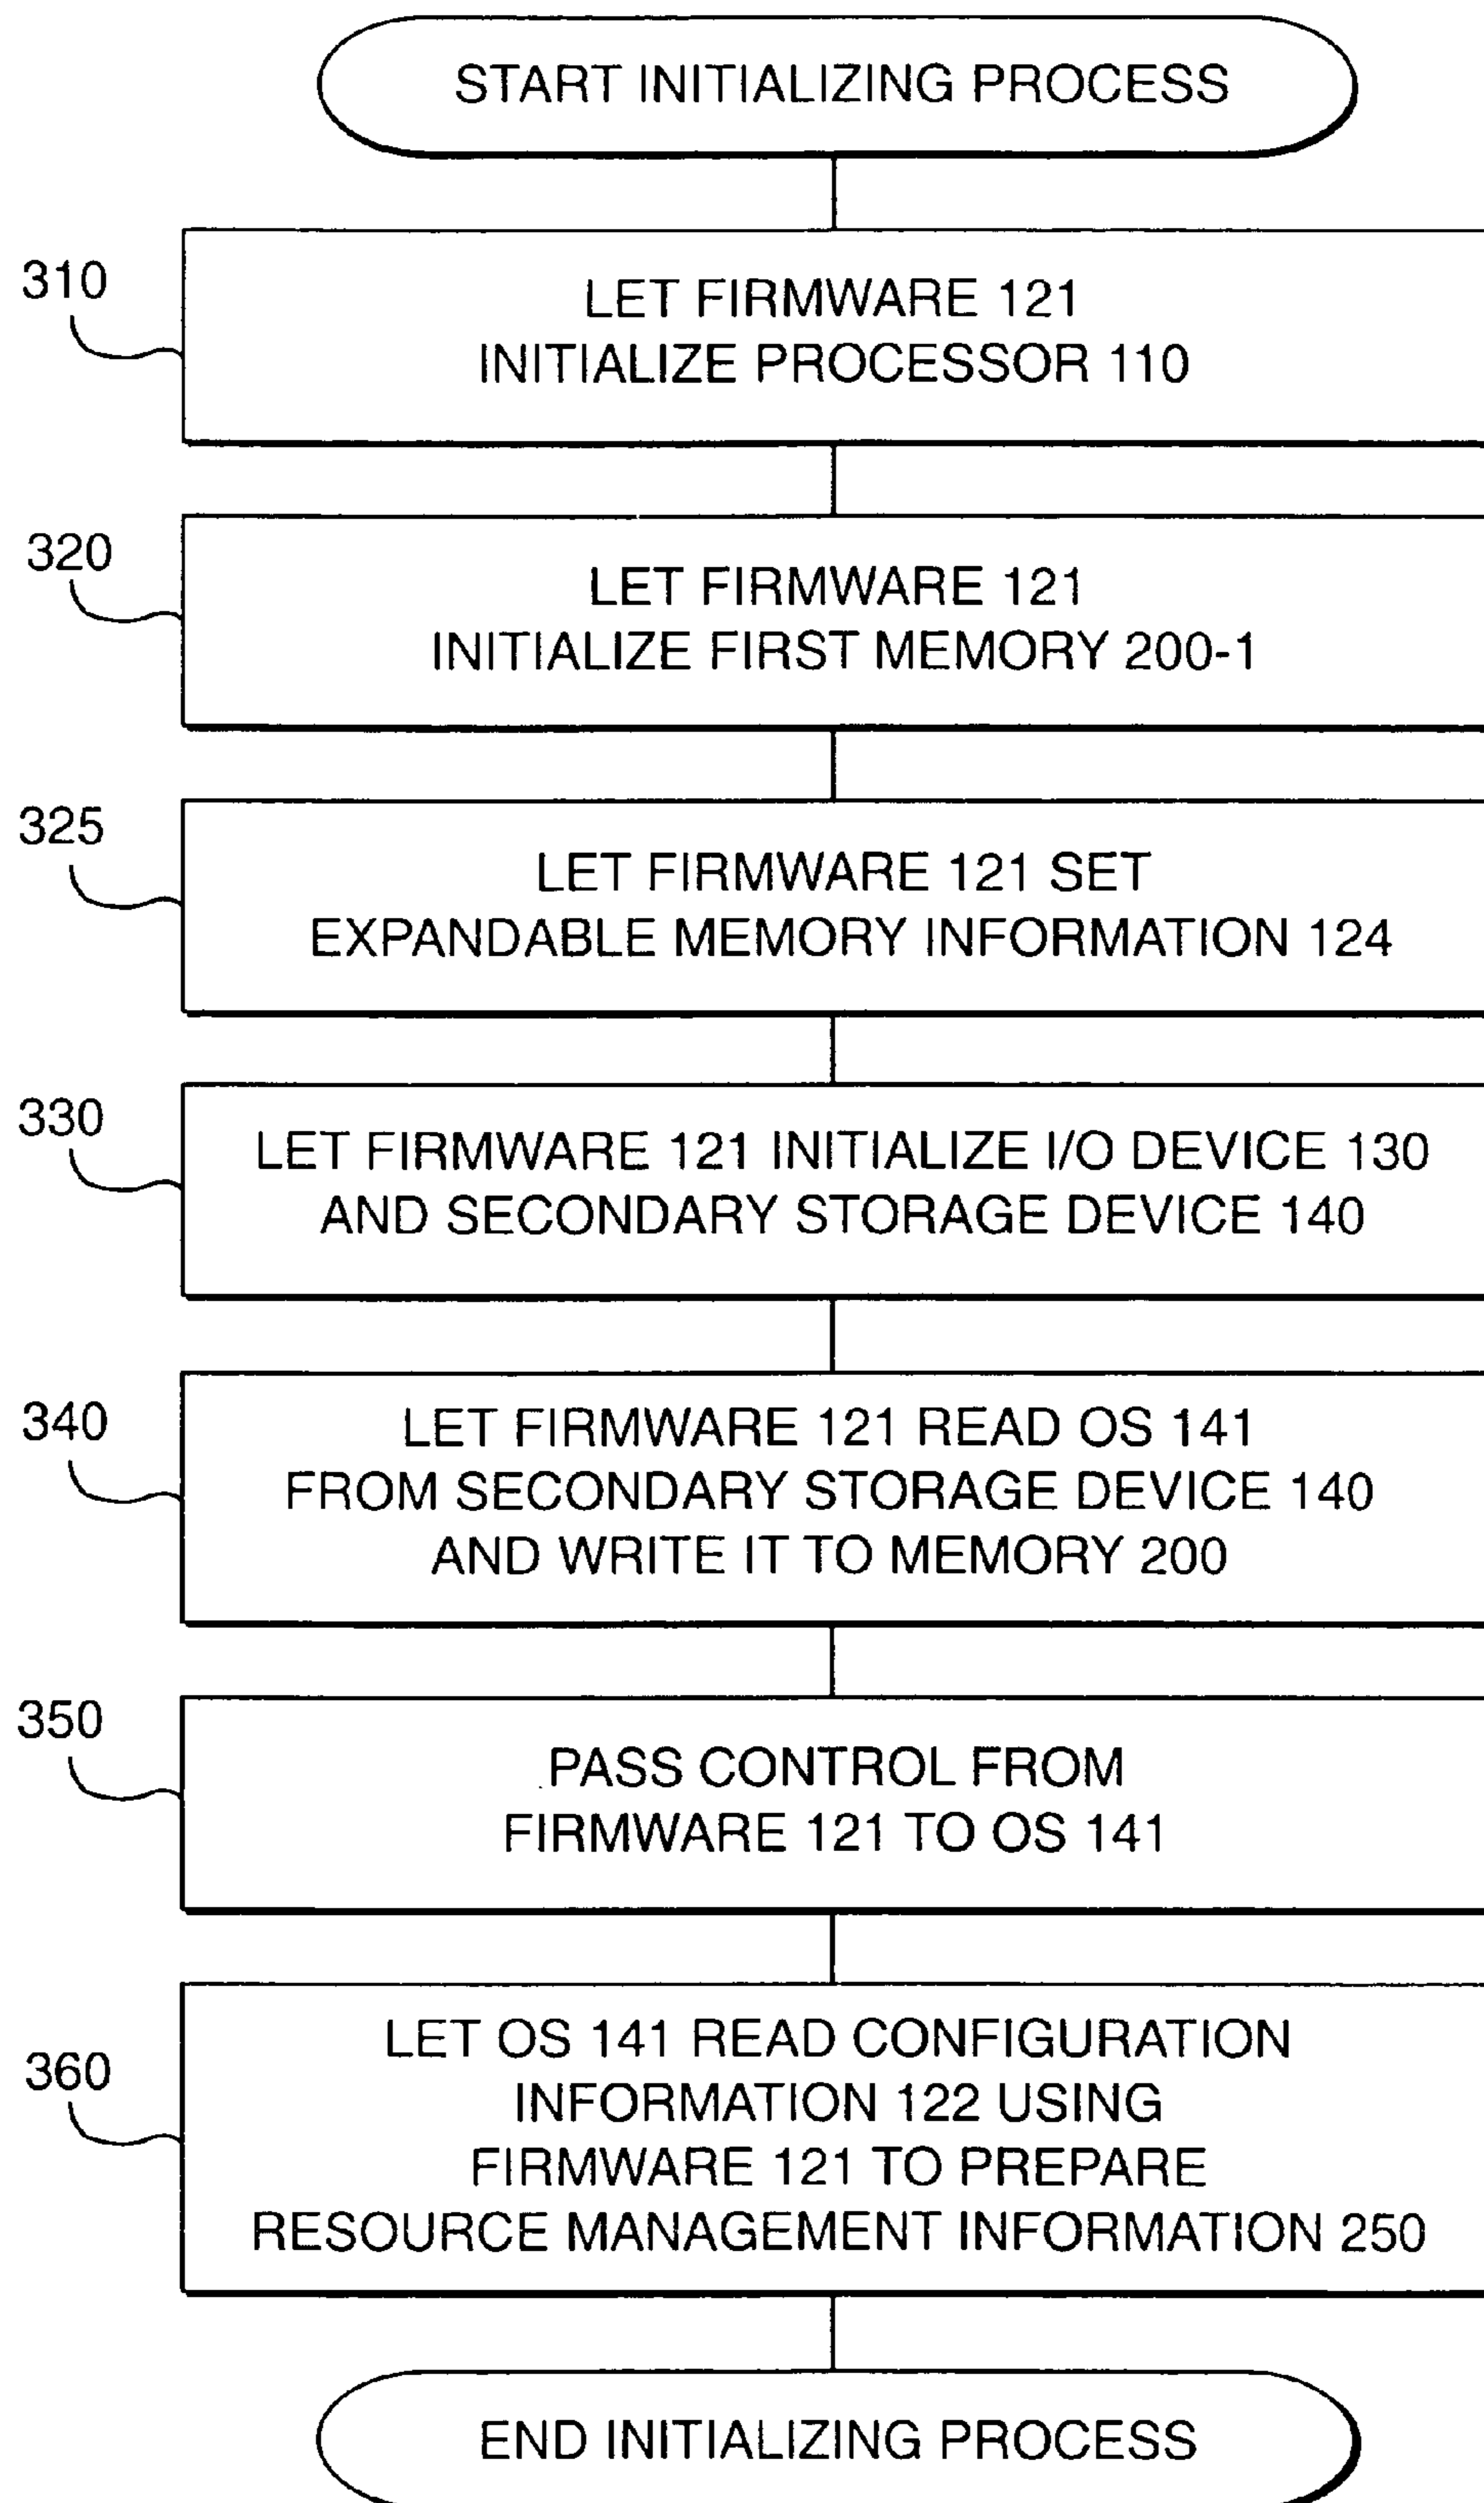 START INITIALIZING PROCESS
310
LET FIRMWARE 121
INITIALIZE PROCESSOR 110
320
LET FIRMWARE 121
INITIALIZE FIRST MEMORY 200-1
325
LET FIRMWARE 121 SET
EXPANDABLE MEMORY INFORMATION 124
330
LET FIRMWARE 121 INITIALIZE I/O DEVICE 130
AND SECONDARY STORAGE DEVICE 140
340
LET FIRMWARE 121 READ OS 141
FROM SECONDARY STORAGE DEVICE 140
AND WRITE IT TO MEMORY 200
350
PASS CONTROL FROM
FIRMWARE 121 TO OS 141
360
LET OS 141 READ CONFIGURATION
INFORMATION 122 USING
FIRMWARE 121 TO PREPARE
RESOURCE MANAGEMENT INFORMATION 250
END INITIALIZING PROCESS